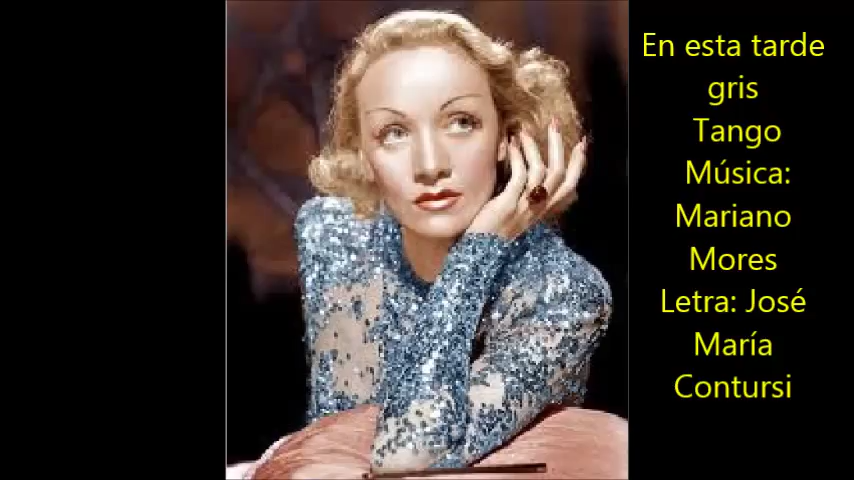 En esta tarde
gris
Tango
Música:
Mariano
Mores
Letra: José
María
Contursi